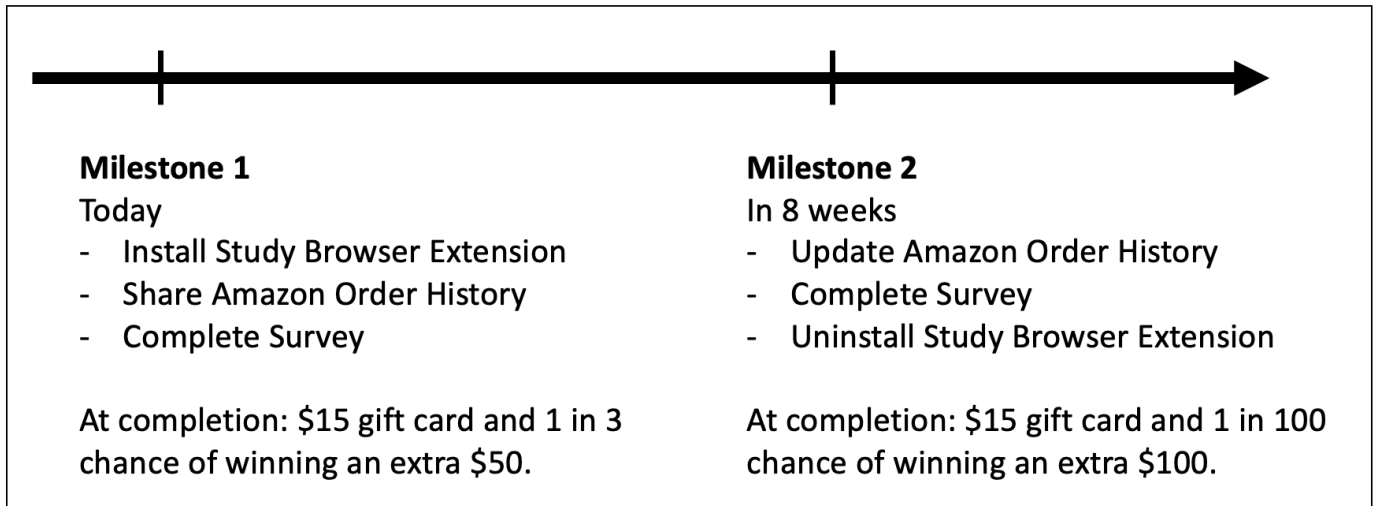 Milestone 1
Today
- Install Study Browser Extension
- Share Amazon Order History
- Complete Survey
At completion: $15 gift card and 1 in 3
chance of winning an extra $50.
Milestone 2
In 8 weeks
- Update Amazon Order History
- Complete Survey
- Uninstall Study Browser Extension
At completion: $15 gift card and 1 in 100
chance of winning an extra $100.